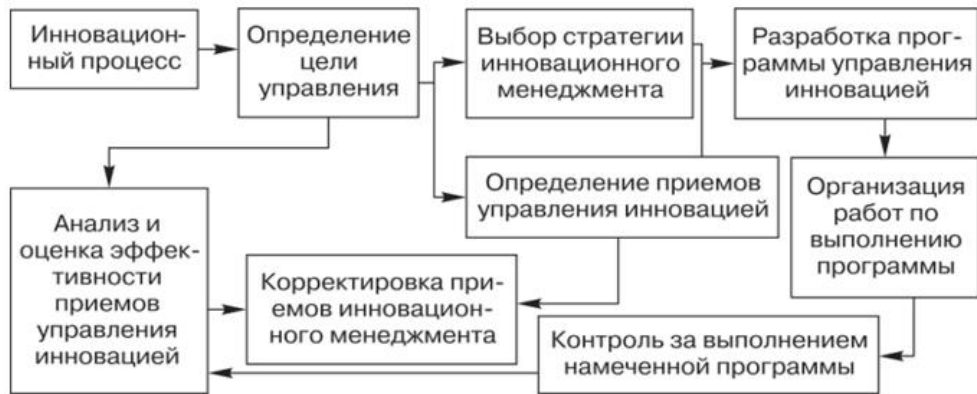 Инновацион-
ный процесс
Определение
цели
управления
Выбор стратегии
инновационного
менеджмента
Разработка про-
граммы управления
инновацией
Определение приемов
управления инновацией
Организация
работ по
выполнению
программы
Анализ и
оценка эффек-
тивности
приемов
управления
инновацией
Корректировка при-
емов инновацион-
ного менеджмента
Контроль за выполнением
намеченной программы